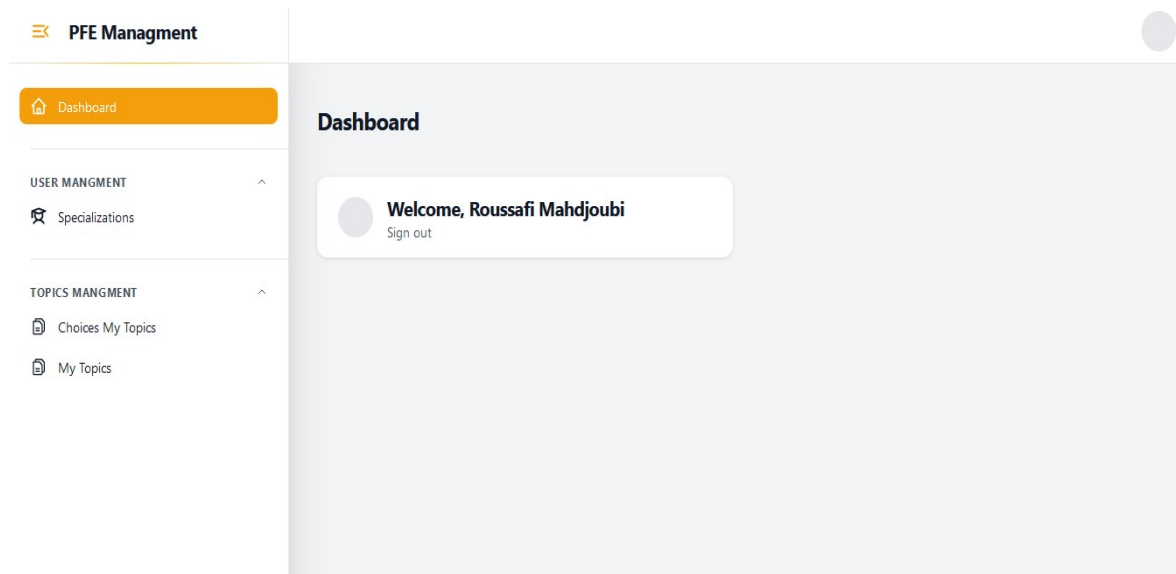 PFE Managment
Dashboard
USER MANGMENT
Specializations
TOPICS MANGMENT
Choices My Topics
My Topics
Dashboard
Welcome, Roussafi Mahdjoubi
Sign out